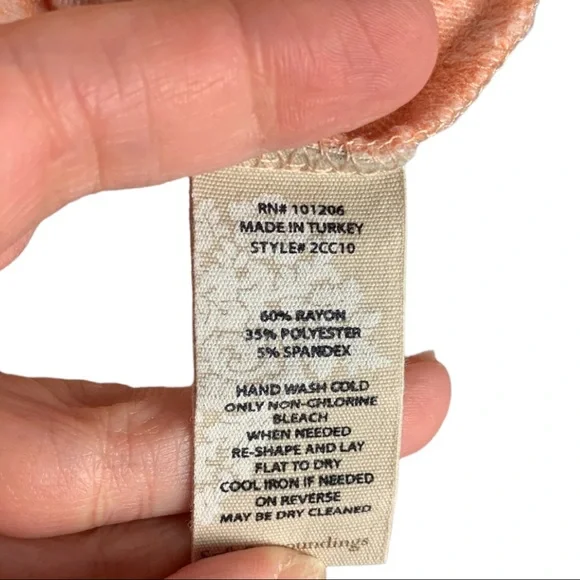 RN# 101206
MADE IN TURKEY
STYLE# 2CC10
60% RAYON
35% POLYESTER
5% SPANDEX
HAND WASH COLD
ONLY NON-CHLORINE
BLEACH
WHEN NEEDED
RE-SHAPE AND LAY
FLAT TO DRY
COOL IRON IF NEEDED
ON REVERSE
MAY BE DRY CLEANED